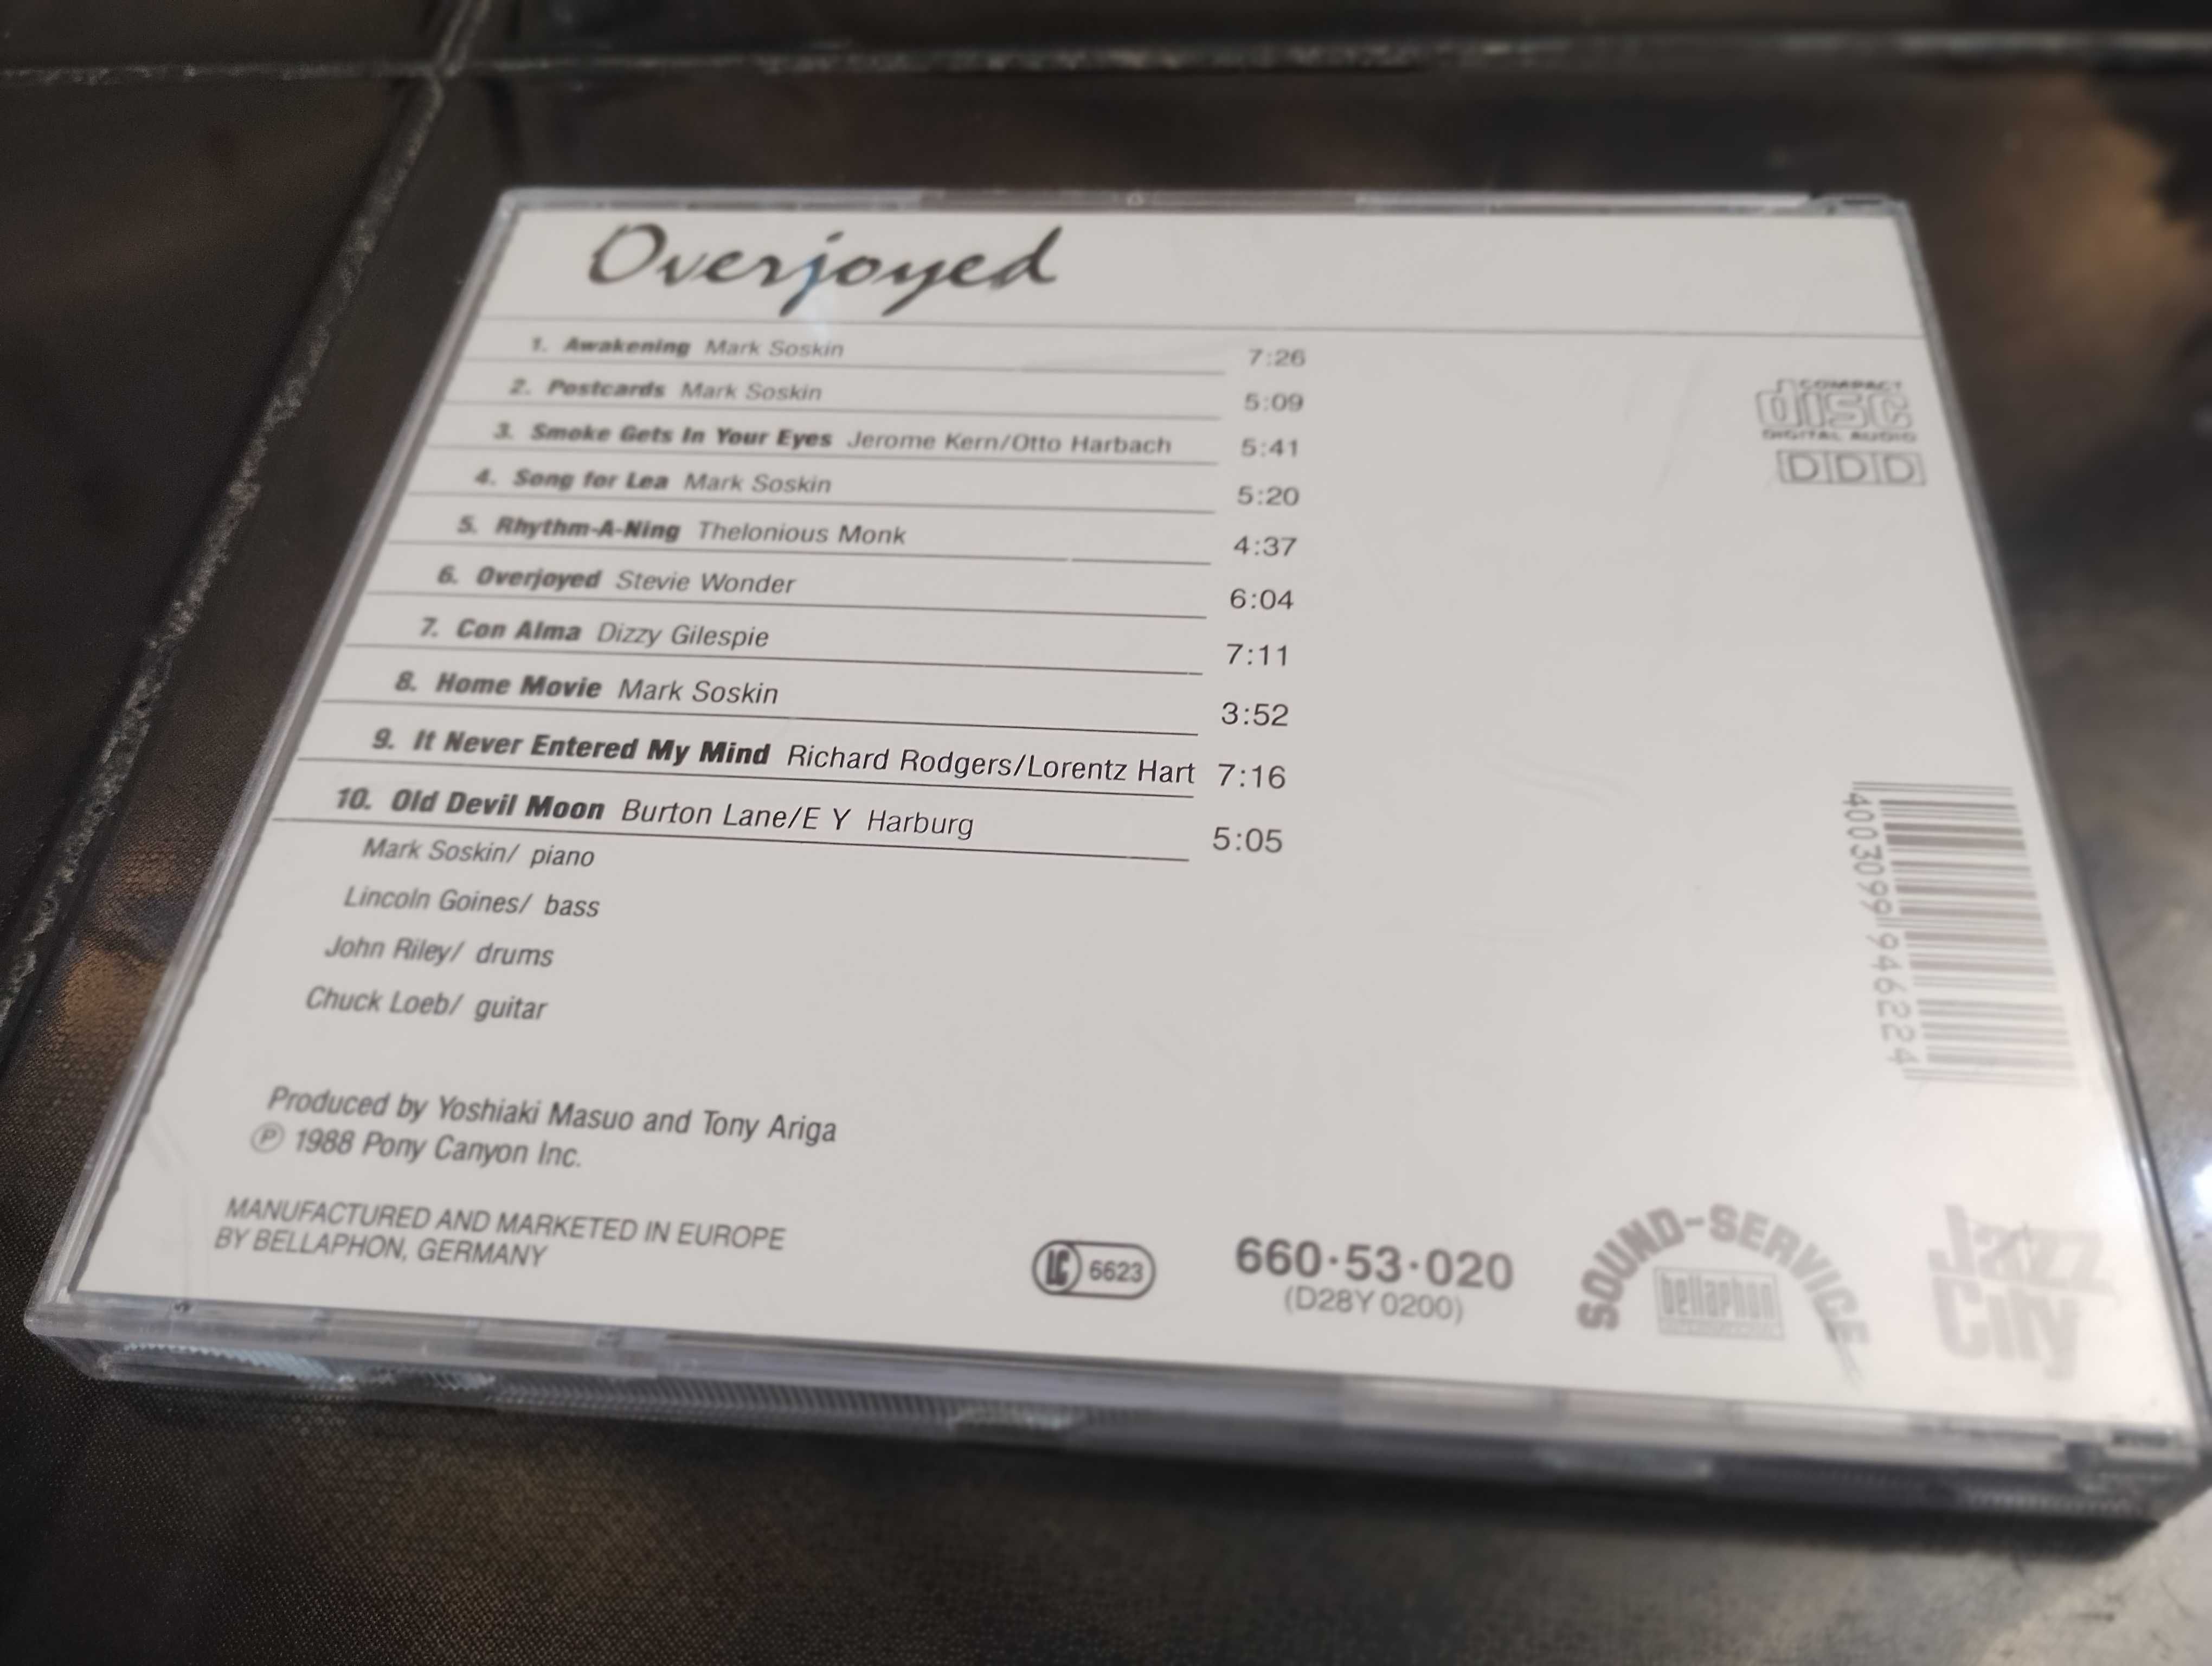 Overjoyed
1. Awakening Mark Soskin 7:26
2. Postcards Mark Soskin 5:09
3. Smoke Gets In Your Eyes Jerome Kern/Otto Harbach 5:41
4. Song for Lea Mark Soskin 5:20
5. Rhythm-A-Ning Thelonious Monk 4:37
6. Overjoyed Stevie Wonder 6:04
7. Con Alma Dizzy Gilespie 7:11
8. Home Movie Mark Soskin 3:52
9. It Never Entered My Mind Richard Rodgers/Lorentz Hart 7:16
10. Old Devil Moon Burton Lane/E Y Harburg 5:05
Mark Soskin/ piano
Lincoln Goines/ bass
John Riley/ drums
Chuck Loeb/ guitar
Produced by Yoshiaki Masuo and Tony Ariga
Ⓟ 1988 Pony Canyon Inc.
MANUFACTURED AND MARKETED IN EUROPE
BY BELLAPHON, GERMANY
LC 6623
660·53·020
(D28Y 0200)
SOUND-SERVICE
bellaphon
Jazz
City
COMPACT
disc
DIGITAL AUDIO
DDD
4003099946224